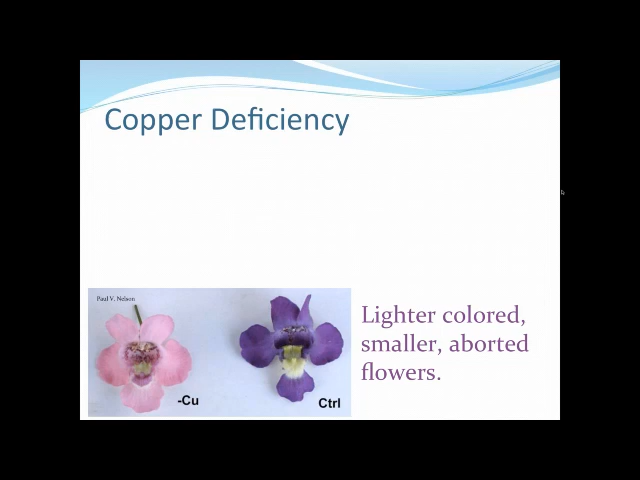 Copper Deficiency
Paul V. Nelson
Lighter colored,
smaller, aborted
flowers.
-Cu
Ctrl